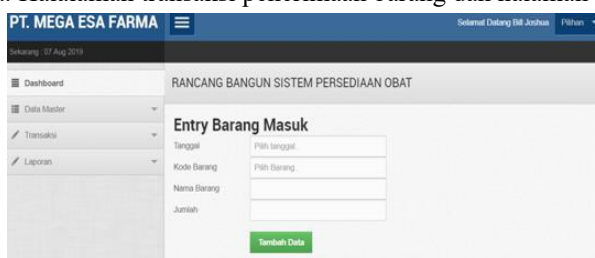 PT. MEGA ESA FARMA
Selamat Datang Bill Joshua Pilihan
Sekarang : 07 Aug 2019
Dashboard
Data Master
Transaksi
Laporan
RANCANG BANGUN SISTEM PERSEDIAAN OBAT
Entry Barang Masuk
Tanggal Pilih tanggal.
Kode Barang Pilih Barang.
Nama Barang
Jumlah
Tambah Data